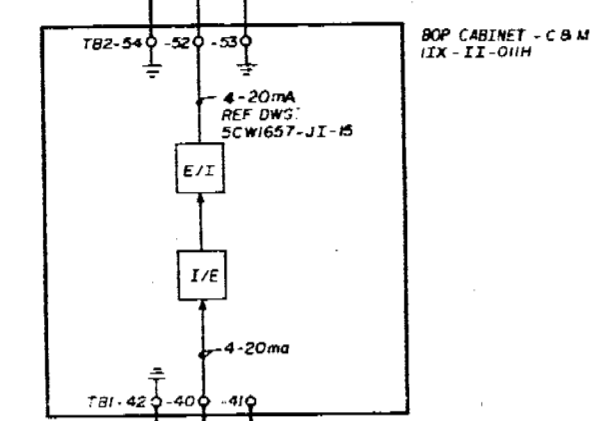 TB2-54 -52 -53
BOP CABINET - C & M
11X - II - 011H
4-20mA
REF DWG:
5CW1657-JI-15
E/I
I/E
4-20ma
TB1-42 -40 -41